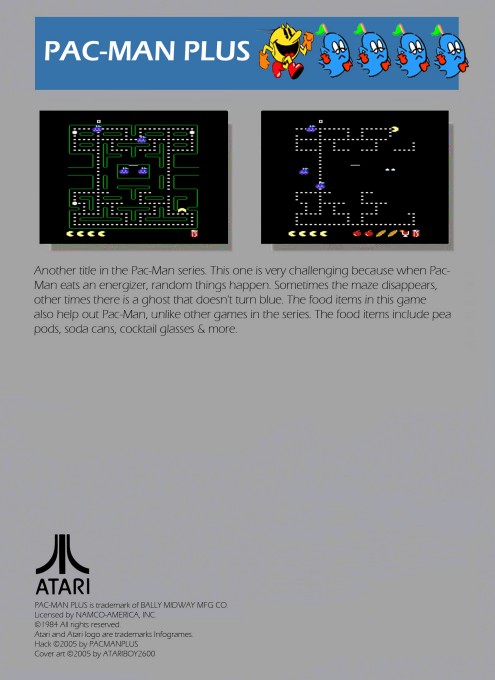 PAC-MAN PLUS
Another title in the Pac-Man series. This one is very challenging because when Pac-
Man eats an energizer, random things happen. Sometimes the maze disappears,
other times there is a ghost that doesn't turn blue. The food items in this game
also help out Pac-Man, unlike other games in the series. The food items include pea
pods, soda cans, cocktail glasses & more.
ATARI
PAC-MAN PLUS is trademark of BALLY MIDWAY MFG CO.
Licensed by NAMCO-AMERICA, INC.
©1984 All rights reserved.
Atari and Atari logo are trademarks Infogrames.
Hack ©2005 by PACMANPLUS
Cover art ©2005 by ATARIBOY2600